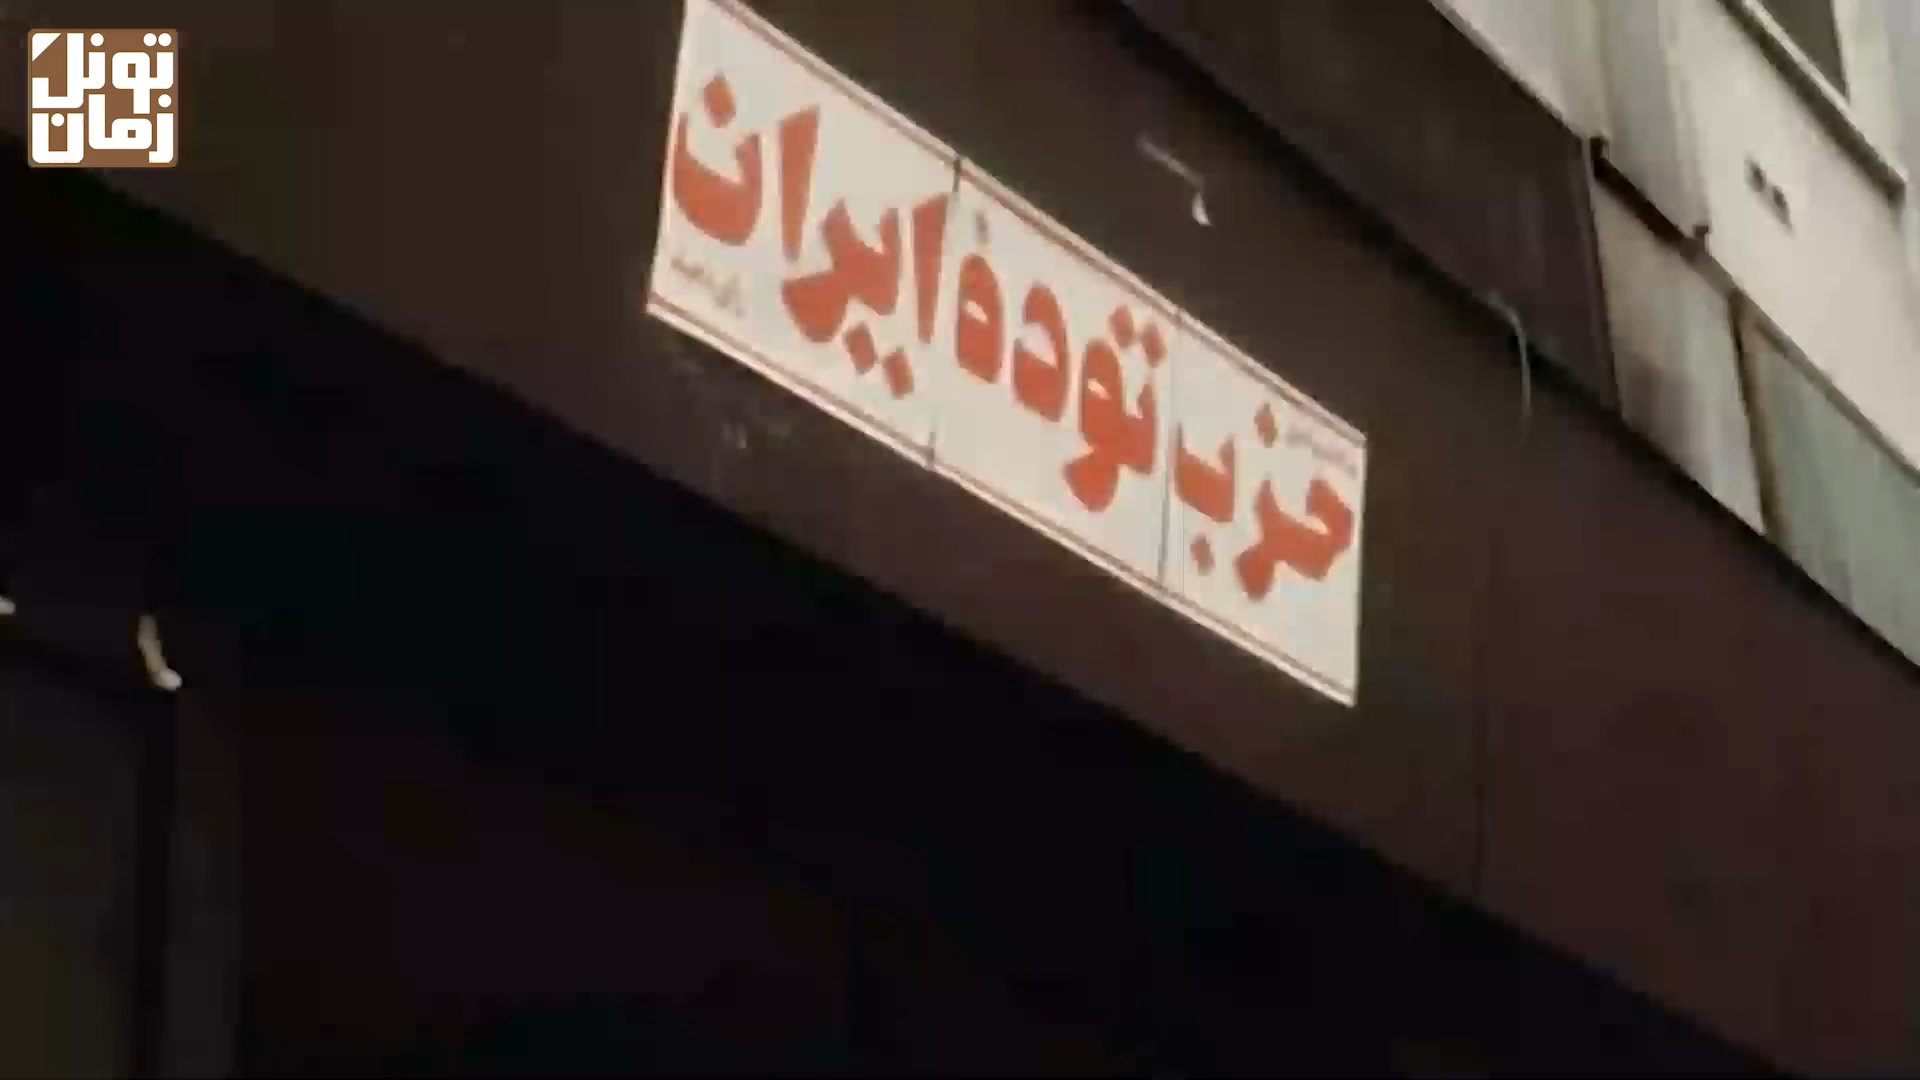 تونل
زمان
حزب تودهٔ ایران